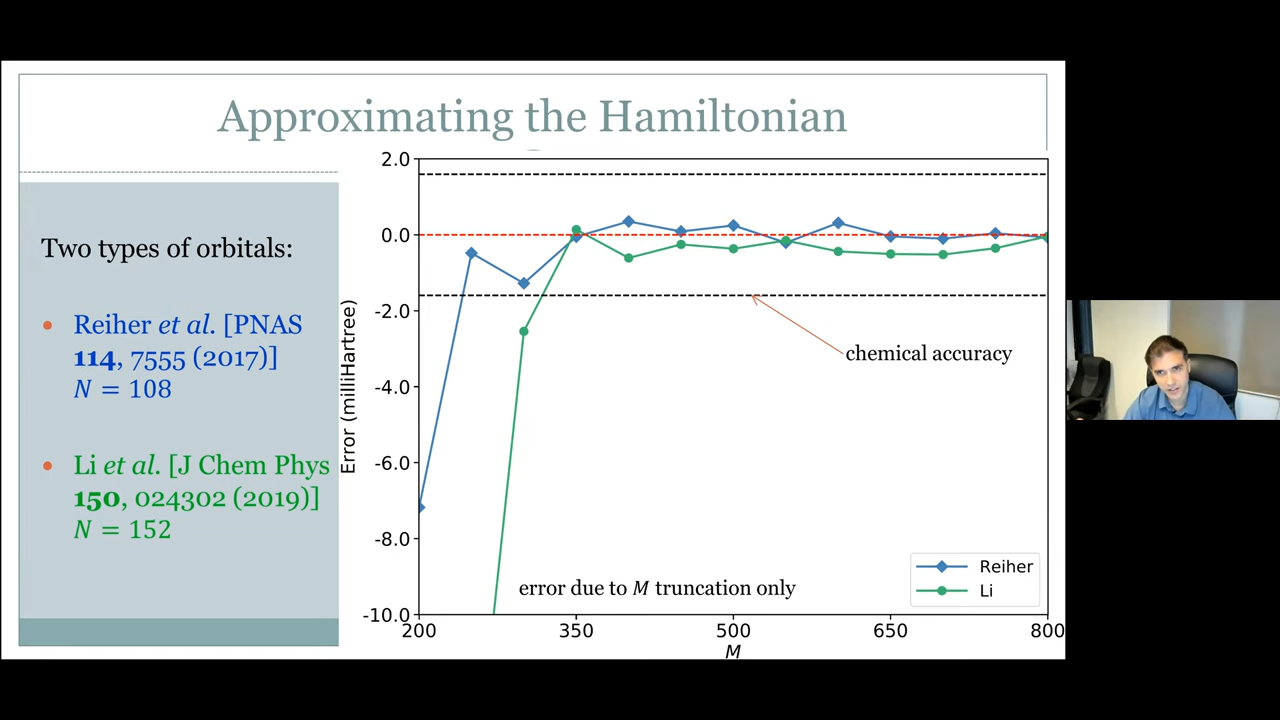 Approximating the Hamiltonian
Two types of orbitals:
• Reiher et al. [PNAS
114, 7555 (2017)]
N = 108
• Li et al. [J Chem Phys
150, 024302 (2019)]
N = 152
Error (milliHartree)
2.0
0.0
-2.0
-4.0
-6.0
-8.0
-10.0
chemical accuracy
error due to M truncation only
Reiher
Li
200 350 500 650 800
M